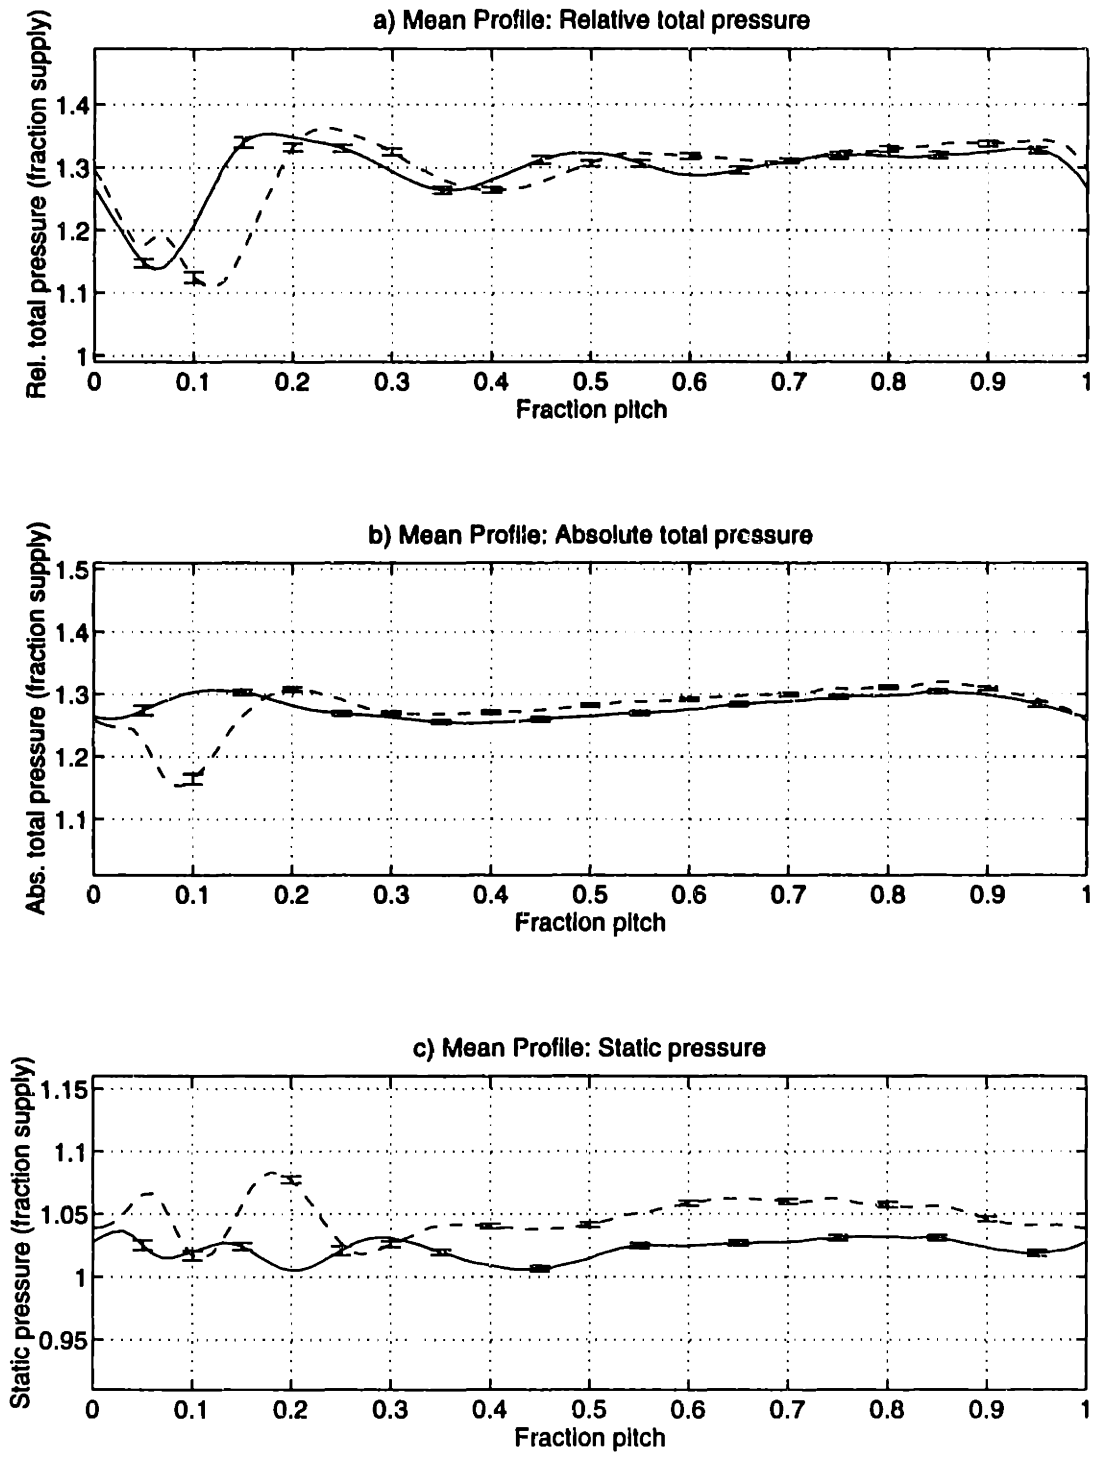 a) Mean Profile: Relative total pressure
Rel. total pressure (fraction supply)
1.4
1.3
1.2
1.1
1
0 0.1 0.2 0.3 0.4 0.5 0.6 0.7 0.8 0.9 1
Fraction pitch
b) Mean Profile: Absolute total pressure
Abs. total pressure (fraction supply)
1.5
1.4
1.3
1.2
1.1
0 0.1 0.2 0.3 0.4 0.5 0.6 0.7 0.8 0.9 1
Fraction pitch
c) Mean Profile: Static pressure
Static pressure (fraction supply)
1.15
1.1
1.05
1
0.95
0 0.1 0.2 0.3 0.4 0.5 0.6 0.7 0.8 0.9 1
Fraction pitch